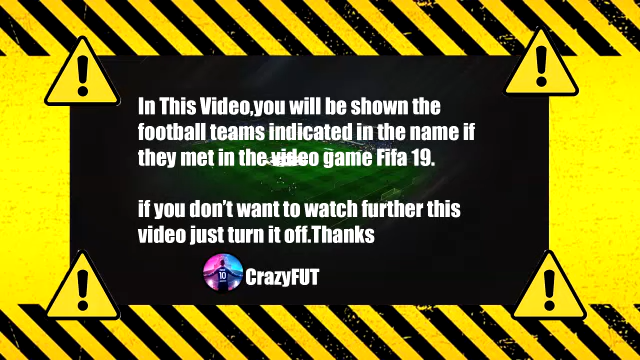 In This Video,you will be shown the
football teams indicated in the name if
they met in the video game Fifa 19.
if you don't want to watch further this
video just turn it off.Thanks
10
CrazyFUT